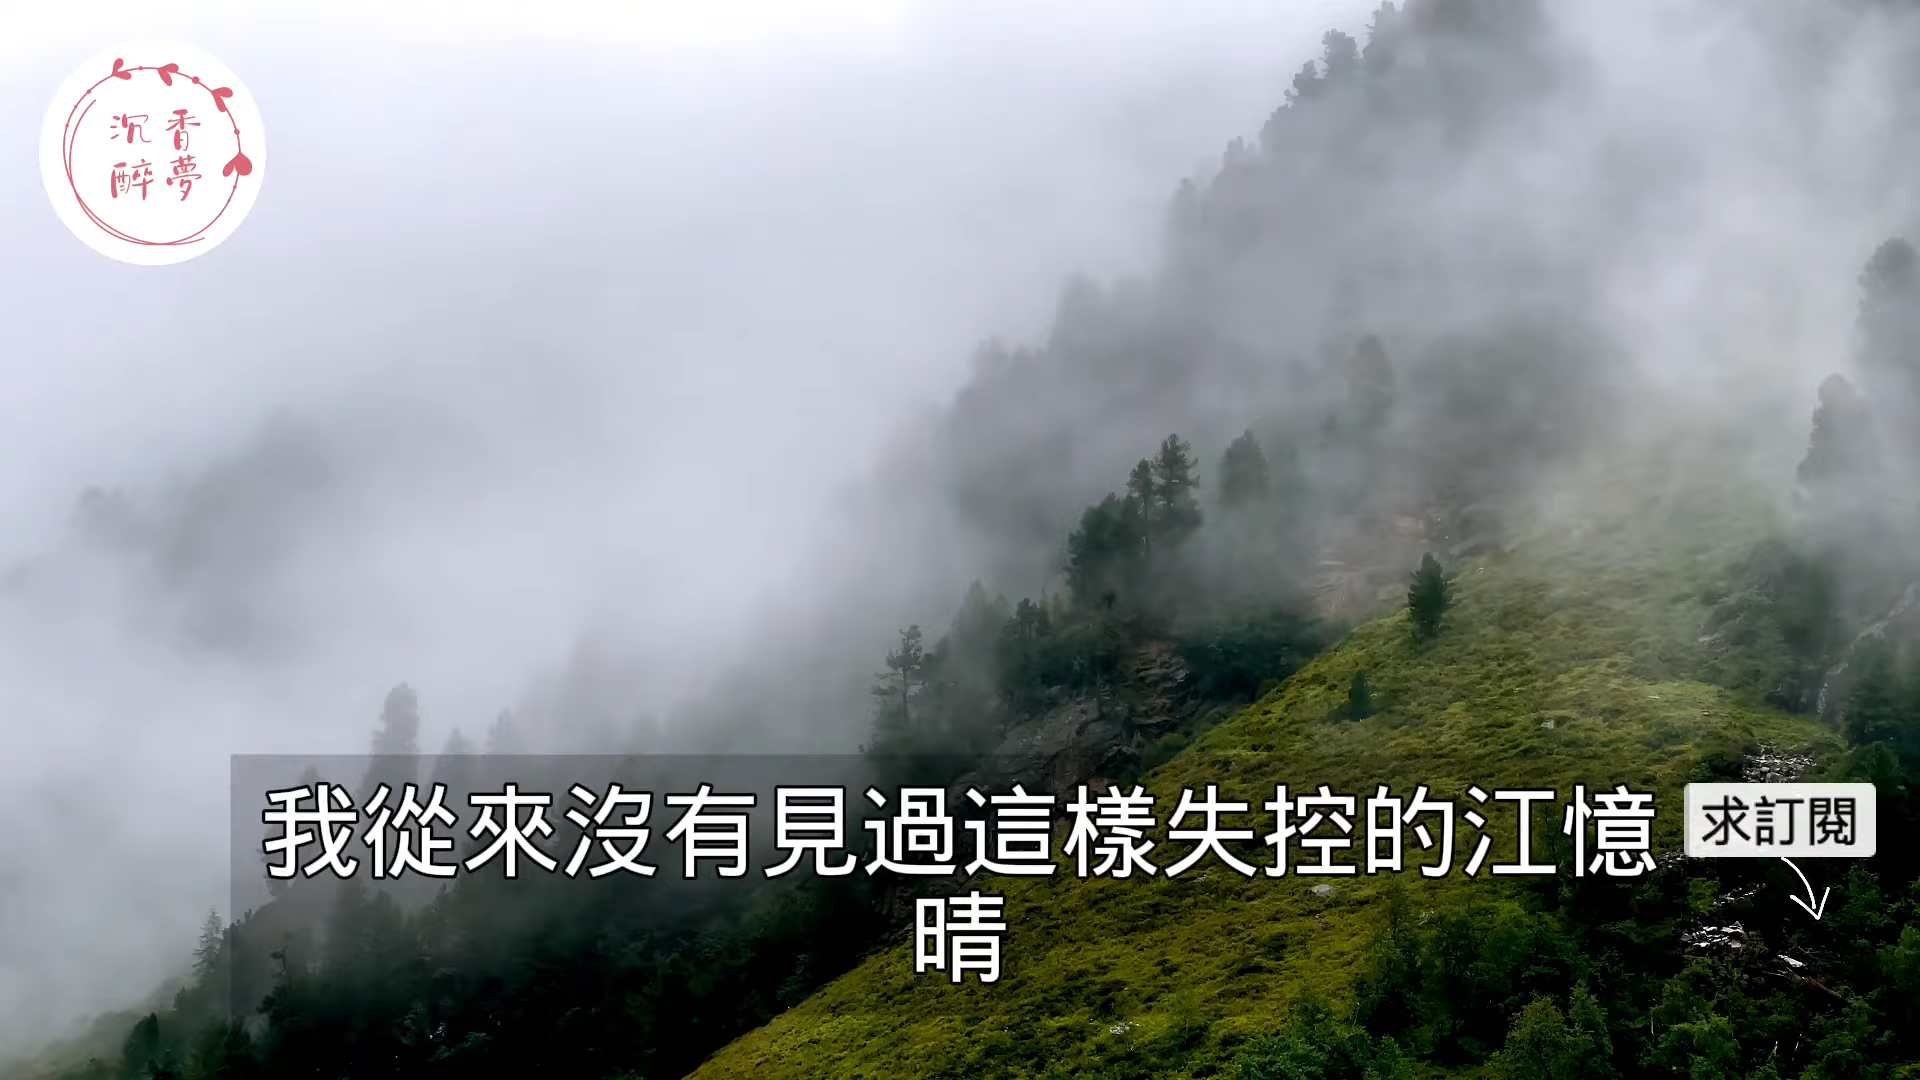 沉香
醉夢
我從來沒有見過這樣失控的江憶
晴
求訂閱